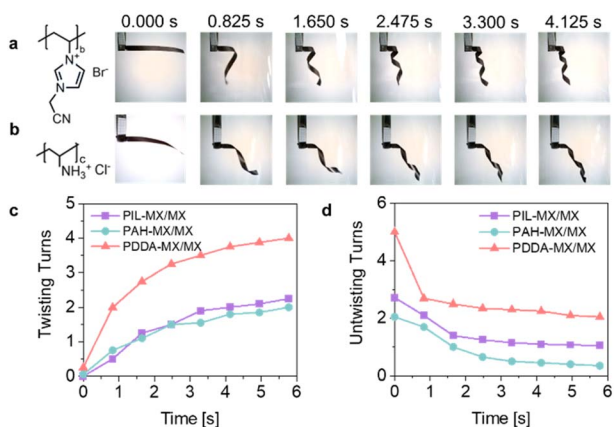 0.000 s 0.825 s 1.650 s 2.475 s 3.300 s 4.125 s
a
b
N+
N
Br-
CN
b
c
NH3+ Cl-
c
PIL-MX/MX
PAH-MX/MX
PDDA-MX/MX
Twisting Turns
5
4
3
2
1
0
0 1 2 3 4 5 6
Time [s]
d
PIL-MX/MX
PAH-MX/MX
PDDA-MX/MX
Untwisting Turns
6
4
2
0
0 1 2 3 4 5 6
Time [s]